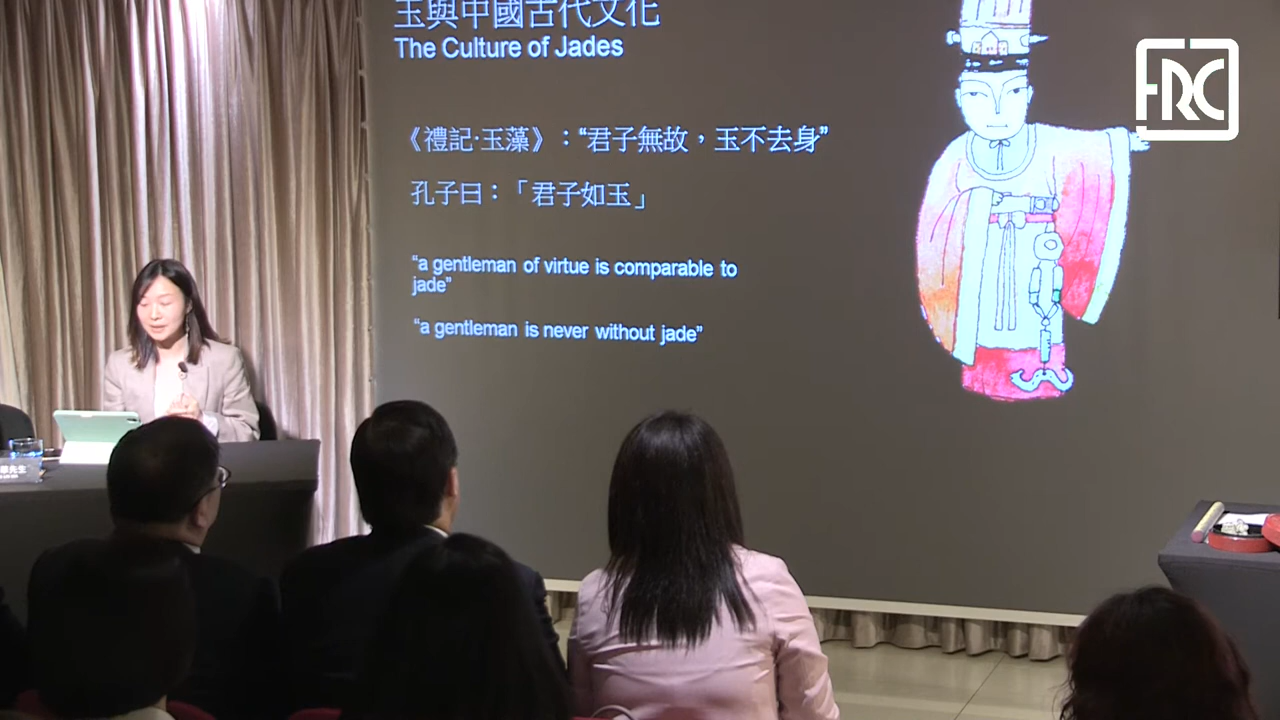 玉與中國古代文化
The Culture of Jades
FRC
《禮記·玉藻》：“君子無故，玉不去身”
孔子曰：「君子如玉」
“a gentleman of virtue is comparable to
jade”
“a gentleman is never without jade”
先生